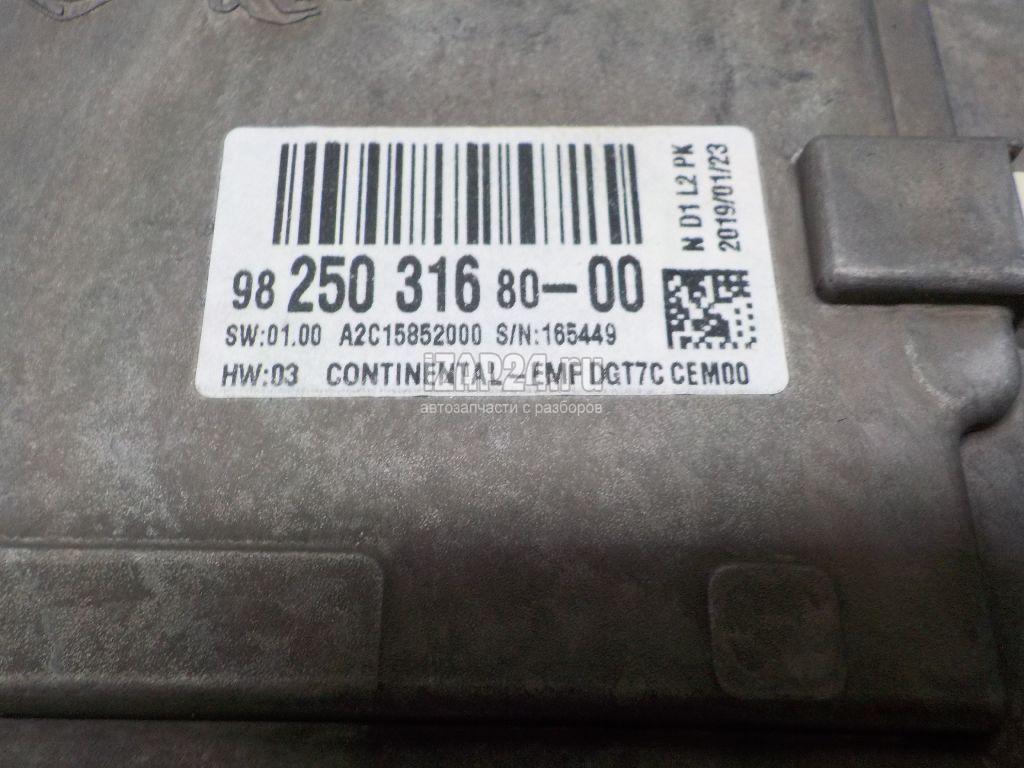 N D1 L2 PK
2019/01/23
98 250 316 80-00
SW:01.00 A2C15852000 S/N:165449
HW:03 CONTINENTAL-EMF DGT7C CEM00
iZAP24.ru
автозапчасти с разборов